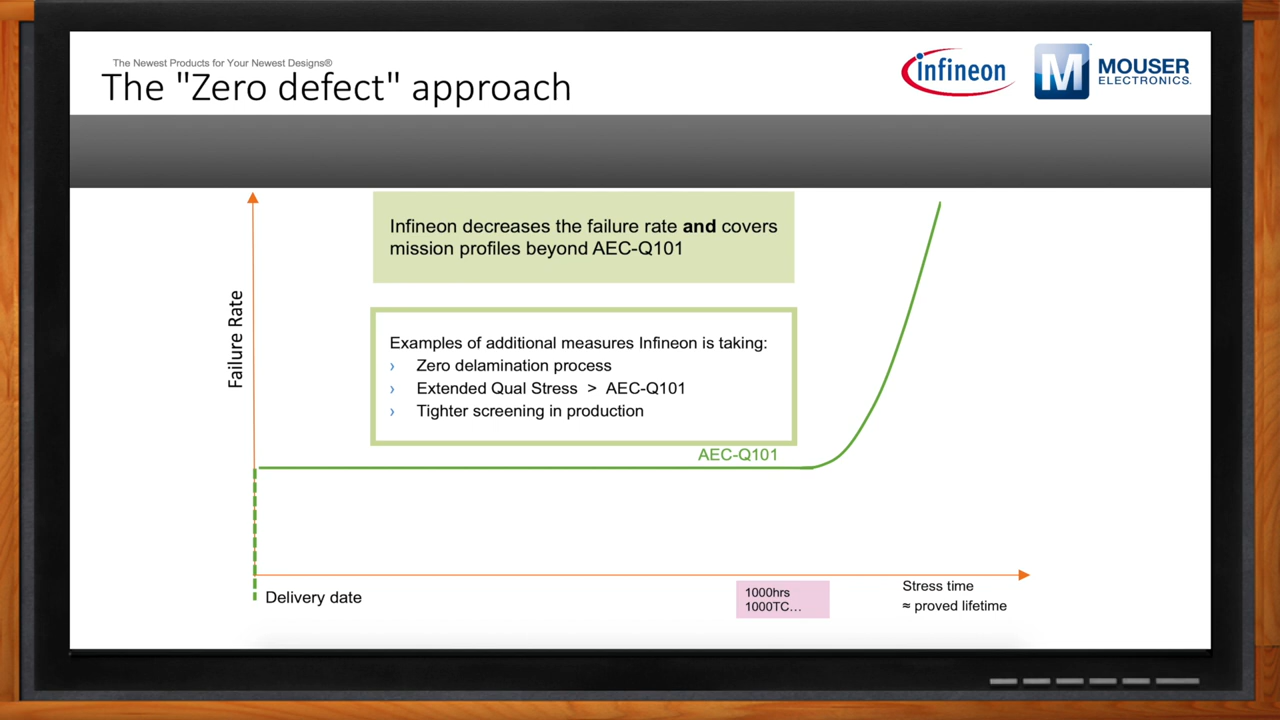 The Newest Products for Your Newest Designs®
The "Zero defect" approach
infineon
M
MOUSER
ELECTRONICS.
Infineon decreases the failure rate and covers
mission profiles beyond AEC-Q101
Examples of additional measures Infineon is taking:
› Zero delamination process
› Extended Qual Stress > AEC-Q101
› Tighter screening in production
AEC-Q101
Failure Rate
Delivery date
1000hrs
1000TC…
Stress time
≈ proved lifetime